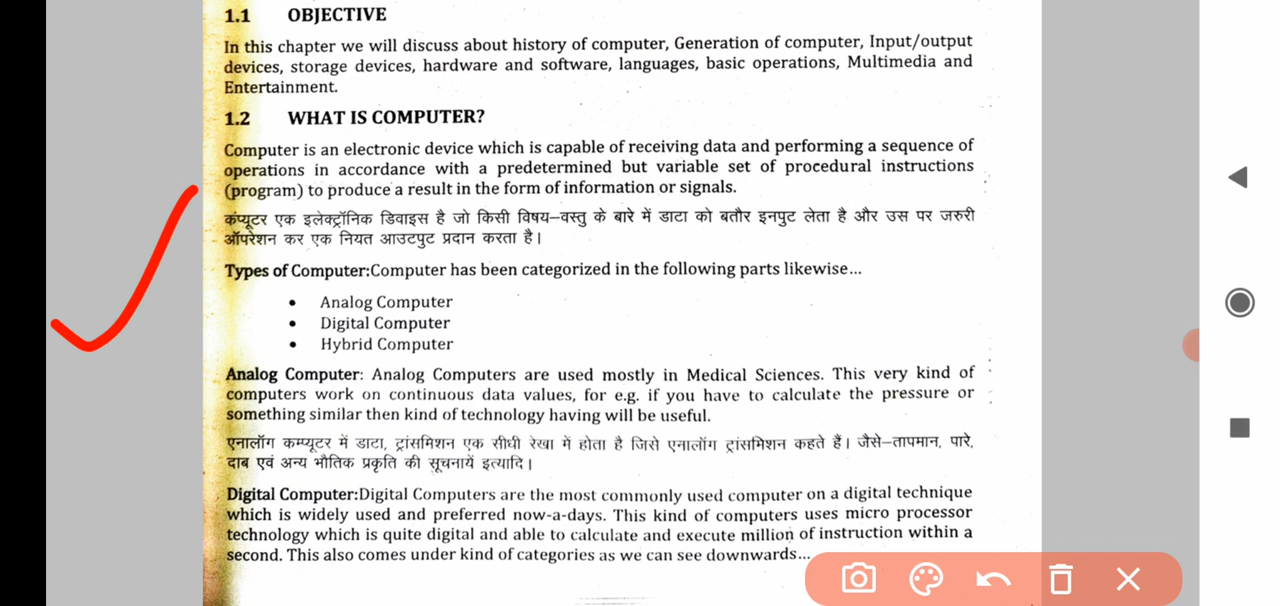 1.1 OBJECTIVE
In this chapter we will discuss about history of computer, Generation of computer, Input/output
devices, storage devices, hardware and software, languages, basic operations, Multimedia and
Entertainment.
1.2 WHAT IS COMPUTER?
Computer is an electronic device which is capable of receiving data and performing a sequence of
operations in accordance with a predetermined but variable set of procedural instructions
(program) to produce a result in the form of information or signals.
कंप्यूटर एक इलेक्ट्रॉनिक डिवाइस है जो किसी विषय–वस्तु के बारे में डाटा को बतौर इनपुट लेता है और उस पर जरुरी
ऑपरेशन कर एक नियत आउटपुट प्रदान करता है।
Types of Computer:Computer has been categorized in the following parts likewise...
• Analog Computer
• Digital Computer
• Hybrid Computer
Analog Computer: Analog Computers are used mostly in Medical Sciences. This very kind of
computers work on continuous data values, for e.g. if you have to calculate the pressure or
something similar then kind of technology having will be useful.
एनालॉग कम्प्यूटर में डाटा, ट्रांसमिशन एक सीधी रेखा में होता है जिसे एनालॉग ट्रांसमिशन कहते हैं। जैसे–तापमान, पारे,
दाब एवं अन्य भौतिक प्रकृति की सूचनायें इत्यादि।
Digital Computer:Digital Computers are the most commonly used computer on a digital technique
which is widely used and preferred now-a-days. This kind of computers uses micro processor
technology which is quite digital and able to calculate and execute million of instruction within a
second. This also comes under kind of categories as we can see downwards...